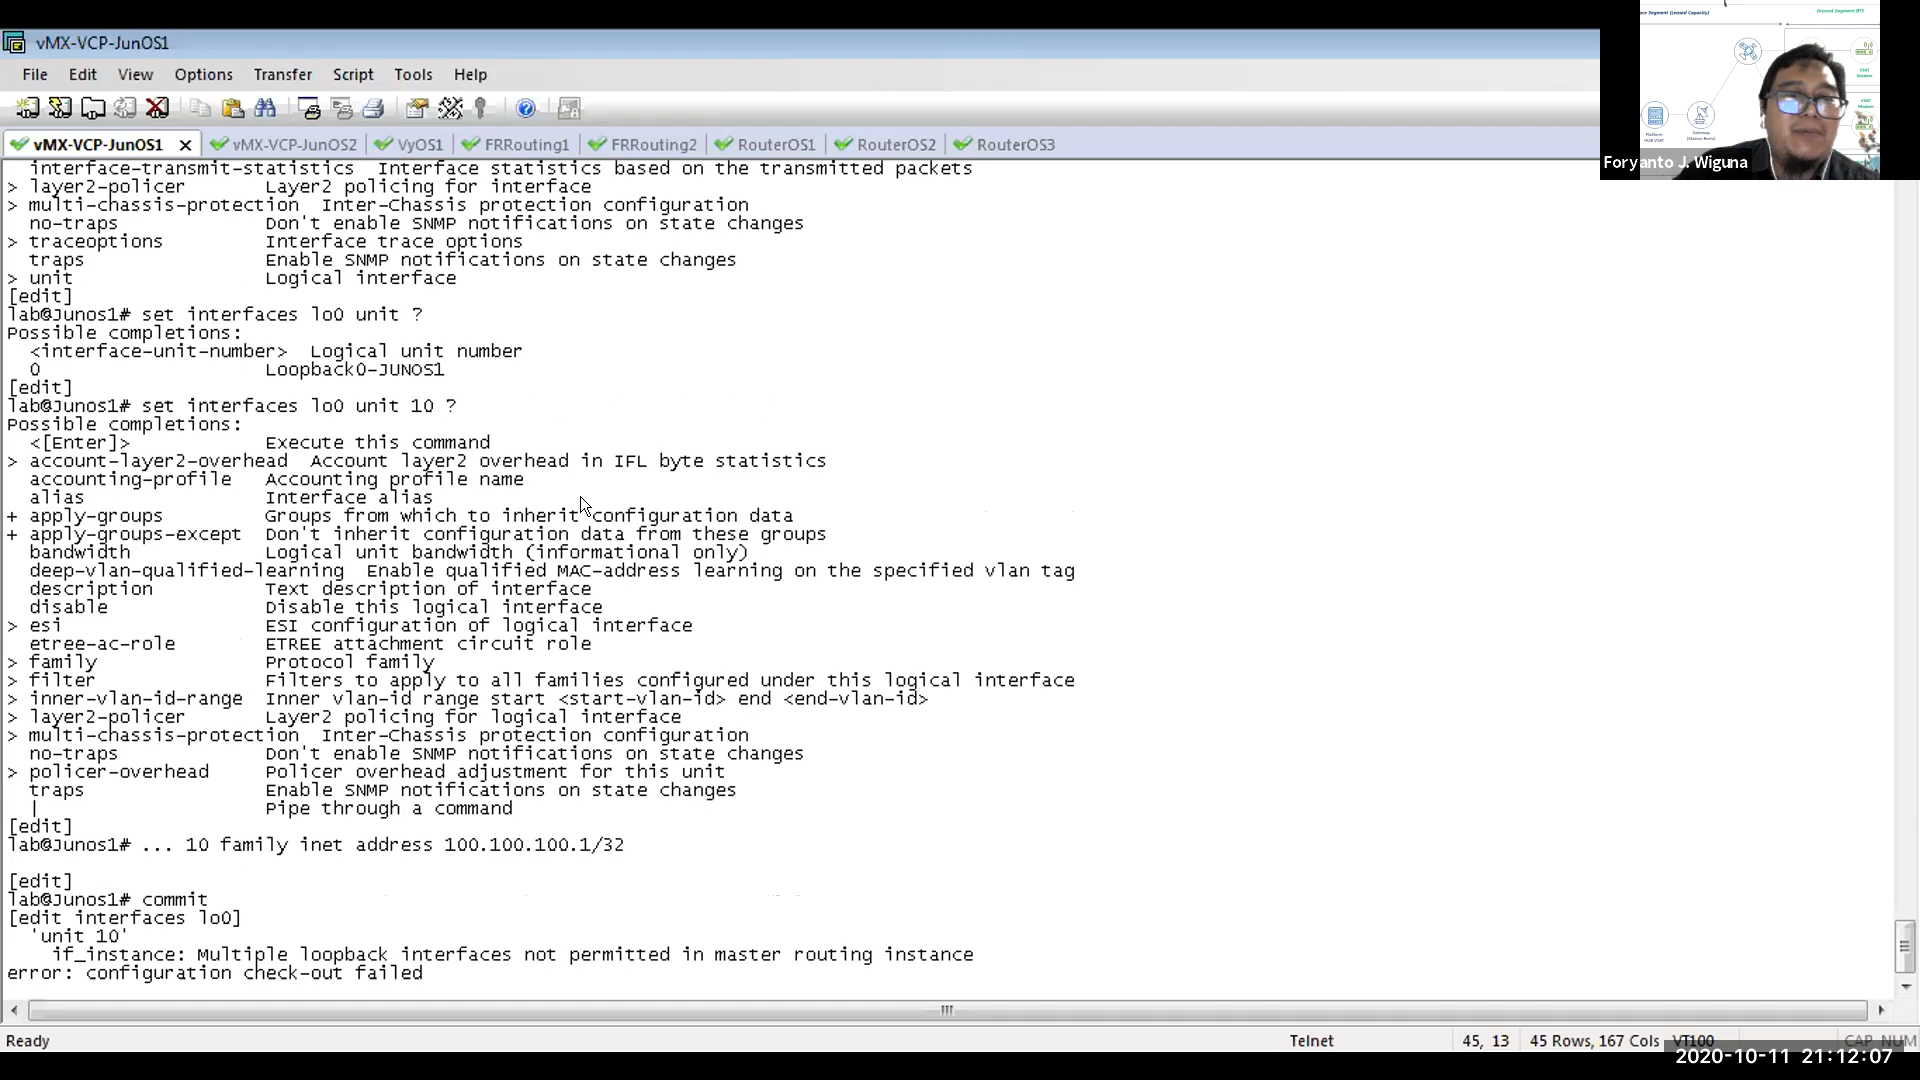 vMX-VCP-JunOS1
File Edit View Options Transfer Script Tools Help
vMX-VCP-JunOS1 vMX-VCP-JunOS2 VyOS1 FRRouting1 FRRouting2 RouterOS1 RouterOS2 RouterOS3
interface-transmit-statistics  Interface statistics based on the transmitted packets
> layer2-policer       Layer2 policing for interface
> multi-chassis-protection  Inter-Chassis protection configuration
  no-traps             Don't enable SNMP notifications on state changes
> traceoptions         Interface trace options
  traps                Enable SNMP notifications on state changes
> unit                 Logical interface
[edit]
lab@Junos1# set interfaces lo0 unit ?
Possible completions:
  <interface-unit-number>  Logical unit number
  0                    Loopback0-JUNOS1
[edit]
lab@Junos1# set interfaces lo0 unit 10 ?
Possible completions:
  <[Enter]>            Execute this command
> account-layer2-overhead  Account layer2 overhead in IFL byte statistics
  accounting-profile   Accounting profile name
  alias                Interface alias
+ apply-groups         Groups from which to inherit configuration data
+ apply-groups-except  Don't inherit configuration data from these groups
  bandwidth            Logical unit bandwidth (informational only)
  deep-vlan-qualified-learning  Enable qualified MAC-address learning on the specified vlan tag
  description          Text description of interface
  disable              Disable this logical interface
> esi                  ESI configuration of logical interface
  etree-ac-role        ETREE attachment circuit role
> family               Protocol family
> filter               Filters to apply to all families configured under this logical interface
> inner-vlan-id-range  Inner vlan-id range start <start-vlan-id> end <end-vlan-id>
> layer2-policer       Layer2 policing for logical interface
> multi-chassis-protection  Inter-Chassis protection configuration
  no-traps             Don't enable SNMP notifications on state changes
> policer-overhead     Policer overhead adjustment for this unit
  traps                Enable SNMP notifications on state changes
  |                    Pipe through a command
[edit]
lab@Junos1# ... 10 family inet address 100.100.100.1/32
[edit]
lab@Junos1# commit
[edit interfaces lo0]
  'unit 10'
    if_instance: Multiple loopback interfaces not permitted in master routing instance
error: configuration check-out failed
Ready Telnet 45, 13 45 Rows, 167 Cols VT100 CAP NUM
2020-10-11 21:12:07
Segment (Leased Capacity)
Ground Segment BTS
VSAT
Modem
VSAT
Platform
HUB VSAT
Gateway
Foryanto J. Wiguna